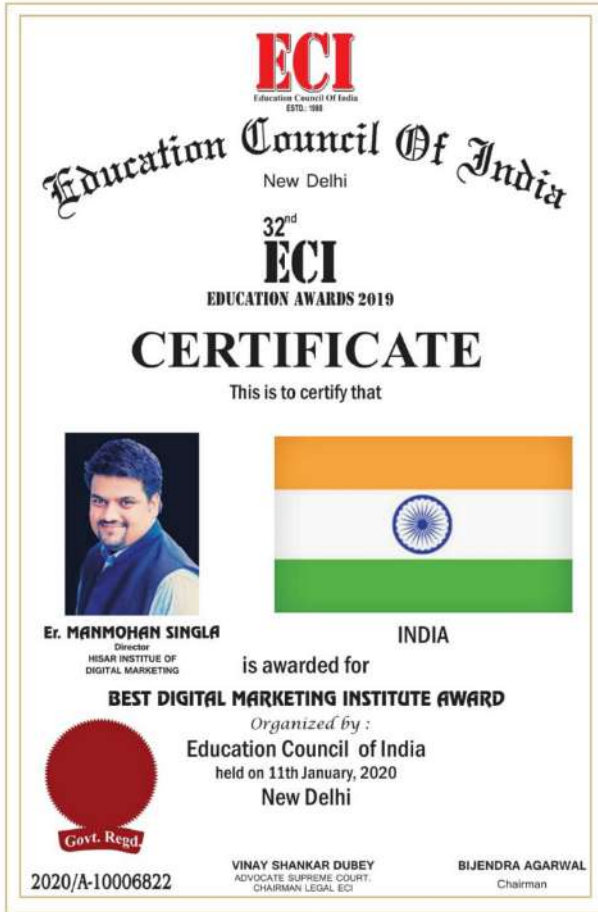 ECI
Education Council Of India
ESTD.: 1988
Education Council Of India
New Delhi
32nd
ECI
EDUCATION AWARDS 2019
CERTIFICATE
This is to certify that
Er. MANMOHAN SINGLA
Director
HISAR INSTITUE OF
DIGITAL MARKETING
INDIA
is awarded for
BEST DIGITAL MARKETING INSTITUTE AWARD
Organized by :
Education Council of India
held on 11th January, 2020
New Delhi
Govt. Regd.
2020/A-10006822
VINAY SHANKAR DUBEY
ADVOCATE SUPREME COURT.
CHAIRMAN LEGAL ECI
BIJENDRA AGARWAL
Chairman